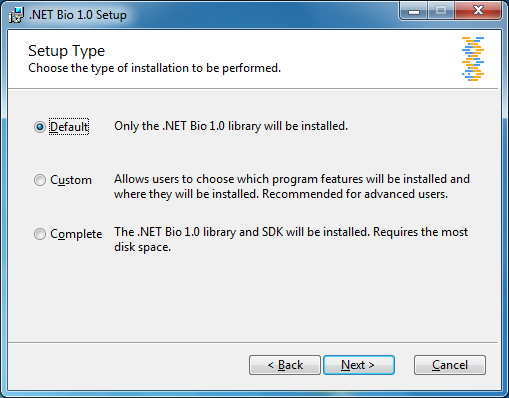 .NET Bio 1.0 Setup
Setup Type
Choose the type of installation to be performed.
Default Only the .NET Bio 1.0 library will be installed.
Custom Allows users to choose which program features will be installed and
where they will be installed. Recommended for advanced users.
Complete The .NET Bio 1.0 library and SDK will be installed. Requires the most
disk space.
< Back Next > Cancel